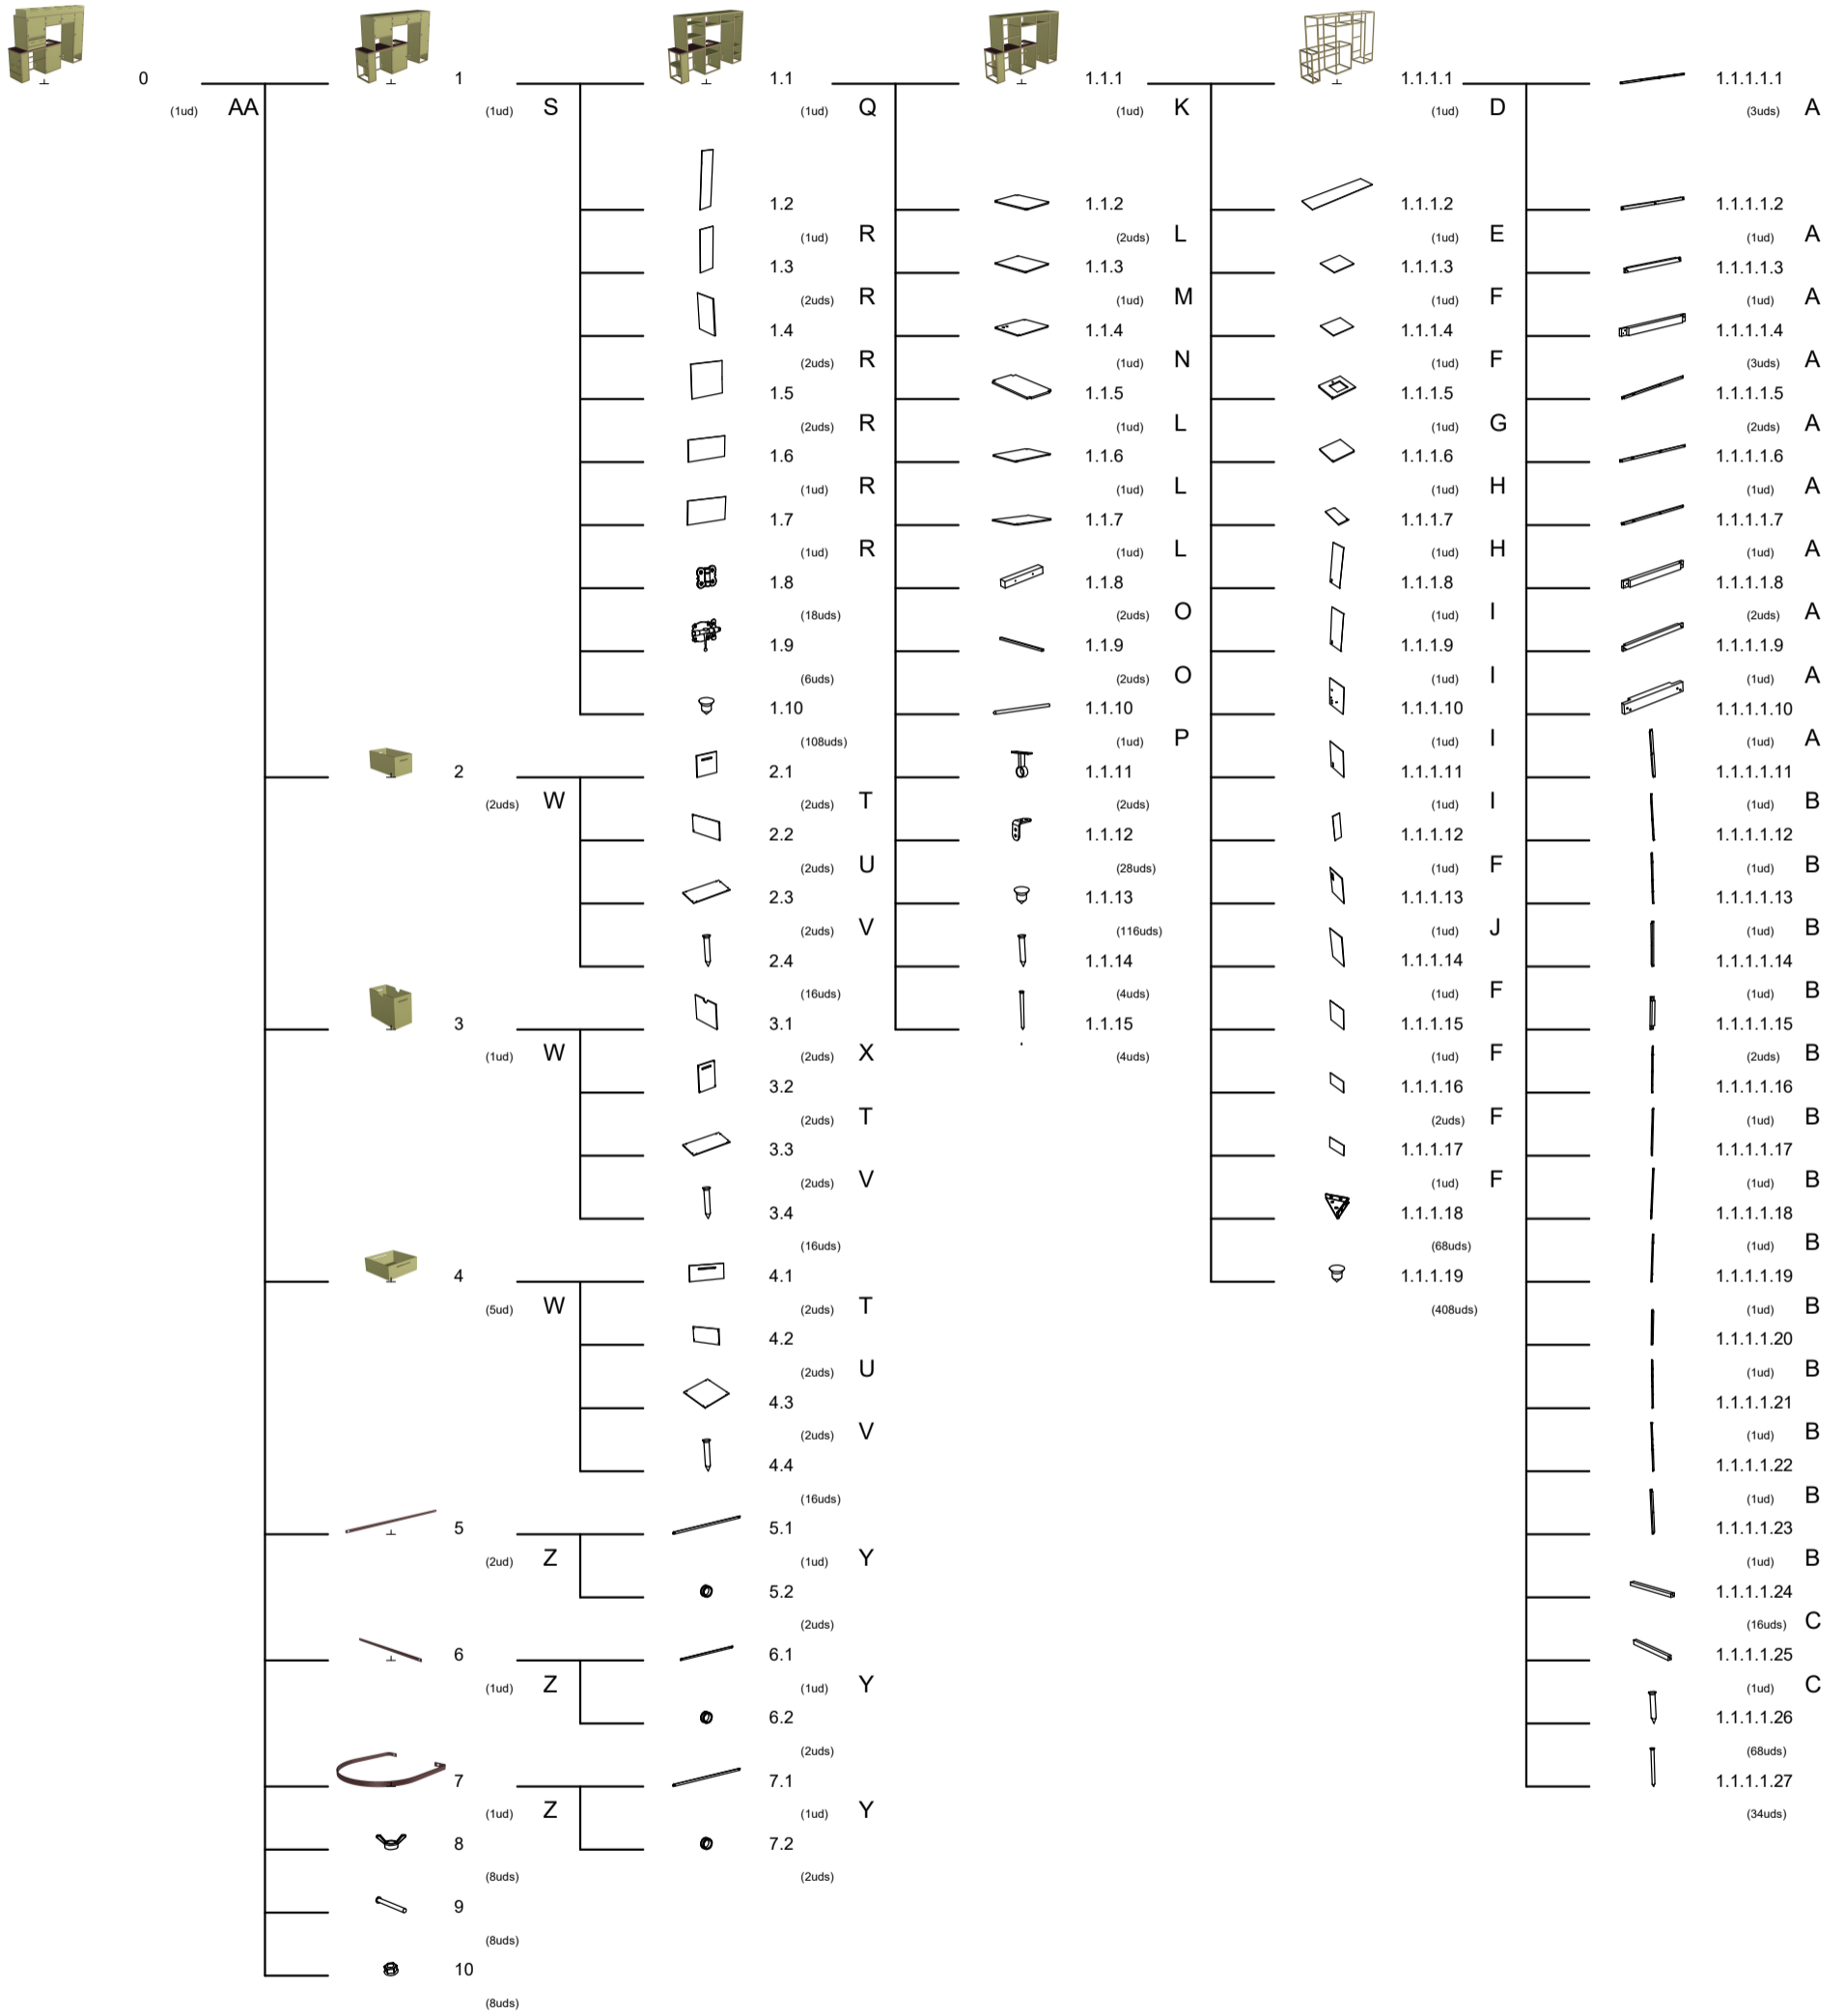 0 1 1.1 1.1.1 1.1.1.1 1.1.1.1.1
(1ud) AA (1ud) S (1ud) Q (1ud) K (1ud) D (3uds) A
1.2 1.1.2 1.1.1.2 1.1.1.1.2
(1ud) R (2uds) L (1ud) E (1ud) A
1.3 1.1.3 1.1.1.3 1.1.1.1.3
(2uds) R (1ud) M (1ud) F (1ud) A
1.4 1.1.4 1.1.1.4 1.1.1.1.4
(2uds) R (1ud) N (1ud) F (3uds) A
1.5 1.1.5 1.1.1.5 1.1.1.1.5
(2uds) R (1ud) L (1ud) G (2uds) A
1.6 1.1.6 1.1.1.6 1.1.1.1.6
(1ud) R (1ud) L (1ud) H (1ud) A
1.7 1.1.7 1.1.1.7 1.1.1.1.7
(1ud) R (1ud) L (1ud) H (1ud) A
1.8 1.1.8 1.1.1.8 1.1.1.1.8
(18uds) (2uds) O (1ud) I (2uds) A
1.9 1.1.9 1.1.1.9 1.1.1.1.9
(6uds) (2uds) O (1ud) I (1ud) A
1.10 1.1.10 1.1.1.10 1.1.1.1.10
(108uds) (1ud) P (1ud) I (1ud) A
2 2.1 1.1.11 1.1.1.11 1.1.1.1.11
(2uds) W (2uds) T (2uds) (1ud) I (1ud) B
2.2 1.1.12 1.1.1.12 1.1.1.1.12
(2uds) U (28uds) (1ud) F (1ud) B
2.3 1.1.13 1.1.1.13 1.1.1.1.13
(2uds) V (116uds) (1ud) J (1ud) B
2.4 1.1.14 1.1.1.14 1.1.1.1.14
(16uds) (4uds) (1ud) F (1ud) B
3 3.1 1.1.15 1.1.1.15 1.1.1.1.15
(1ud) W (2uds) X (4uds) (1ud) F (2uds) B
3.2 1.1.1.16 1.1.1.1.16
(2uds) T (2uds) F (1ud) B
3.3 1.1.1.17 1.1.1.1.17
(2uds) V (1ud) F (1ud) B
3.4 1.1.1.18 1.1.1.1.18
(16uds) (68uds) (1ud) B
4 4.1 1.1.1.19 1.1.1.1.19
(5ud) W (2uds) T (408uds) (1ud) B
4.2 1.1.1.1.20
(2uds) U (1ud) B
4.3 1.1.1.1.21
(2uds) V (1ud) B
4.4 1.1.1.1.22
(16uds) (1ud) B
5 5.1 1.1.1.1.23
(2ud) Z (1ud) Y (1ud) B
5.2 1.1.1.1.24
(2uds) (16uds) C
6 6.1 1.1.1.1.25
(1ud) Z (1ud) Y (1ud) C
6.2 1.1.1.1.26
(2uds) (68uds)
7 7.1 1.1.1.1.27
(1ud) Z (1ud) Y (34uds)
8 7.2
(8uds) (2uds)
9
(8uds)
10
(8uds)